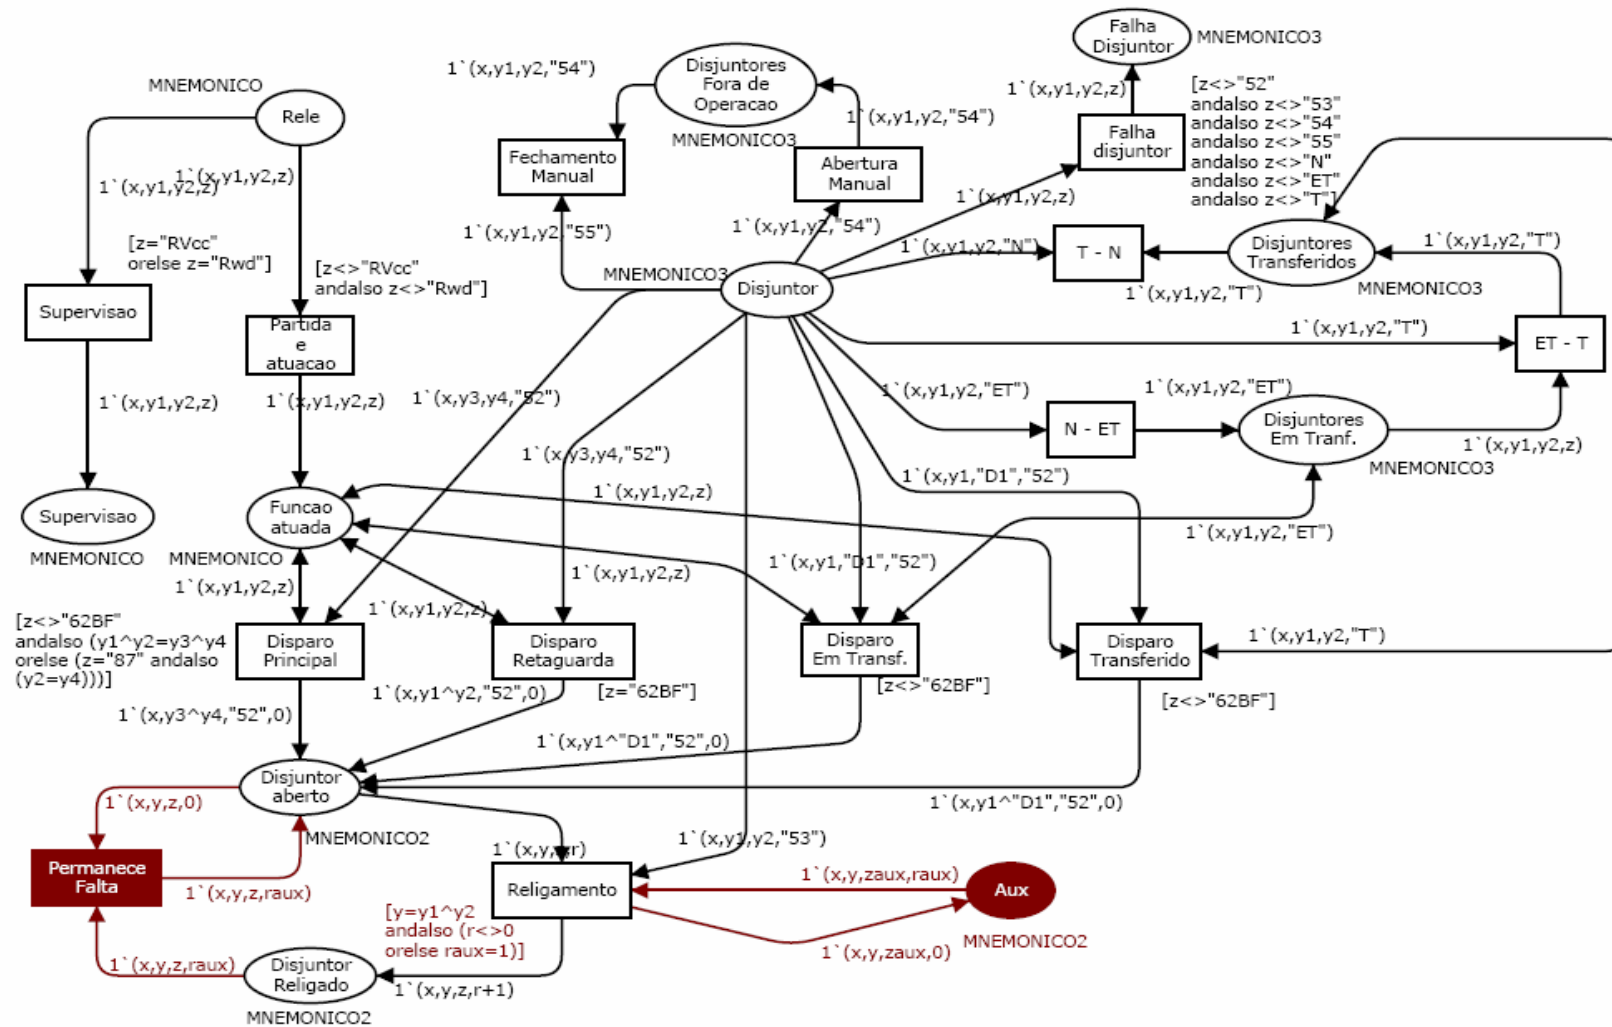 Falha
Disjuntor
MNEMONICO3
1`(x,y1,y2,"54")
Disjuntores
Fora de
Operacao
MNEMONICO3
1`(x,y1,y2,z)
[z<>"52"
andalso z<>"53"
andalso z<>"54"
andalso z<>"55"
andalso z<>"N"
andalso z<>"ET"
andalso z<>"T"]
MNEMONICO
Rele
1`(x,y1,y2,"54")
Falha
disjuntor
Fechamento
Manual
Abertura
Manual
1`(x,y1,y2,z)
1`(x,y1,y2,z)
1`(x,y1,y2,z)
1`(x,y1,y2,"55")
1`(x,y1,y2,"54")
1`(x,y1,y2,"N")
T - N
Disjuntores
Transferidos
1`(x,y1,y2,"T")
MNEMONICO3
1`(x,y1,y2,"T")
[z="RVcc"
orelse z="Rwd"]
[z<>"RVcc"
andalso z<>"Rwd"]
MNEMONICO3
Disjuntor
Supervisao
Partida
e
atuacao
1`(x,y1,y2,"T")
ET - T
1`(x,y1,y2,z)
1`(x,y1,y2,z)
1`(x,y3,y4,"52")
1`(x,y1,y2,"ET")
1`(x,y1,y2,"ET")
N - ET
Disjuntores
Em Tranf.
1`(x,y1,y2,z)
MNEMONICO3
1`(x,y3,y4,"52")
1`(x,y1,"D1","52")
1`(x,y1,y2,z)
Supervisao
MNEMONICO
Funcao
atuada
MNEMONICO
1`(x,y1,y2,"ET")
1`(x,y1,y2,z)
1`(x,y1,y2,z)
1`(x,y1,"D1","52")
1`(x,y1,y2,z)
[z<>"62BF"
andalso (y1^y2=y3^y4
orelse (z="87" andalso
(y2=y4)))]
Disparo
Principal
Disparo
Retaguarda
Disparo
Em Transf.
Disparo
Transferido
1`(x,y1,y2,"T")
1`(x,y1^y2,"52",0)
[z="62BF"]
[z<>"62BF"]
[z<>"62BF"]
1`(x,y3^y4,"52",0)
1`(x,y1^"D1","52",0)
Disjuntor
aberto
MNEMONICO2
1`(x,y,z,0)
1`(x,y1^"D1","52",0)
1`(x,y1,y2,"53")
1`(x,y,z,r)
Permanece
Falta
1`(x,y,z,raux)
Religamento
1`(x,y,zaux,raux)
Aux
MNEMONICO2
1`(x,y,zaux,0)
[y=y1^y2
andalso (r<>0
orelse raux=1)]
1`(x,y,z,raux)
Disjuntor
Religado
1`(x,y,z,r+1)
MNEMONICO2